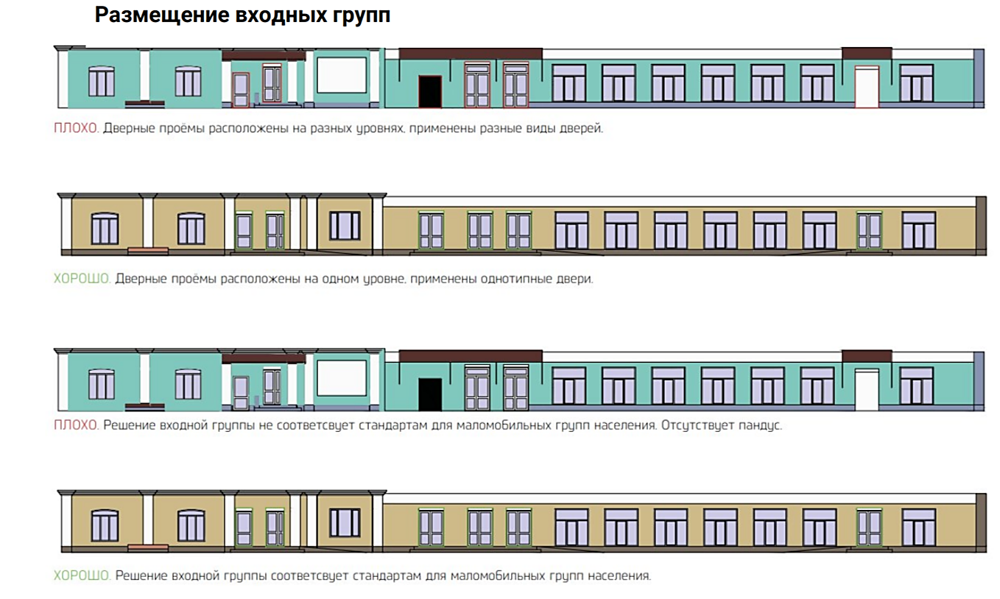 Размещение входных групп
ПЛОХО. Дверные проёмы расположены на разных уровнях, применены разные виды дверей.
ХОРОШО. Дверные проёмы расположены на одном уровне, применены однотипные двери.
ПЛОХО. Решение входной группы не соответсвует стандартам для маломобильных групп населения. Отсутствует пандус.
ХОРОШО. Решение входной группы соответсвует стандартам для маломобильных групп населения.